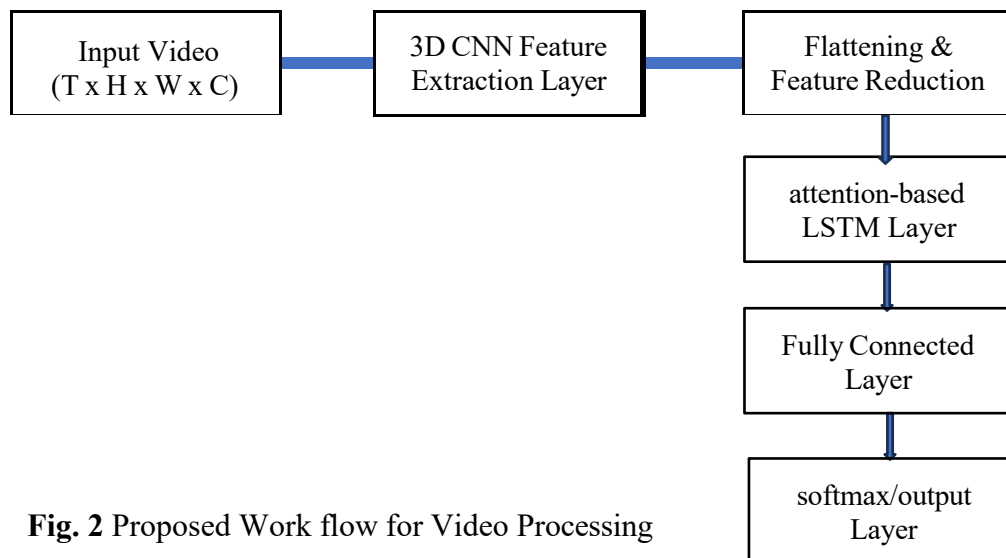 Input Video
(T x H x W x C)
3D CNN Feature
Extraction Layer
Flattening &
Feature Reduction
attention-based
LSTM Layer
Fully Connected
Layer
softmax/output
Layer
Fig. 2 Proposed Work flow for Video Processing